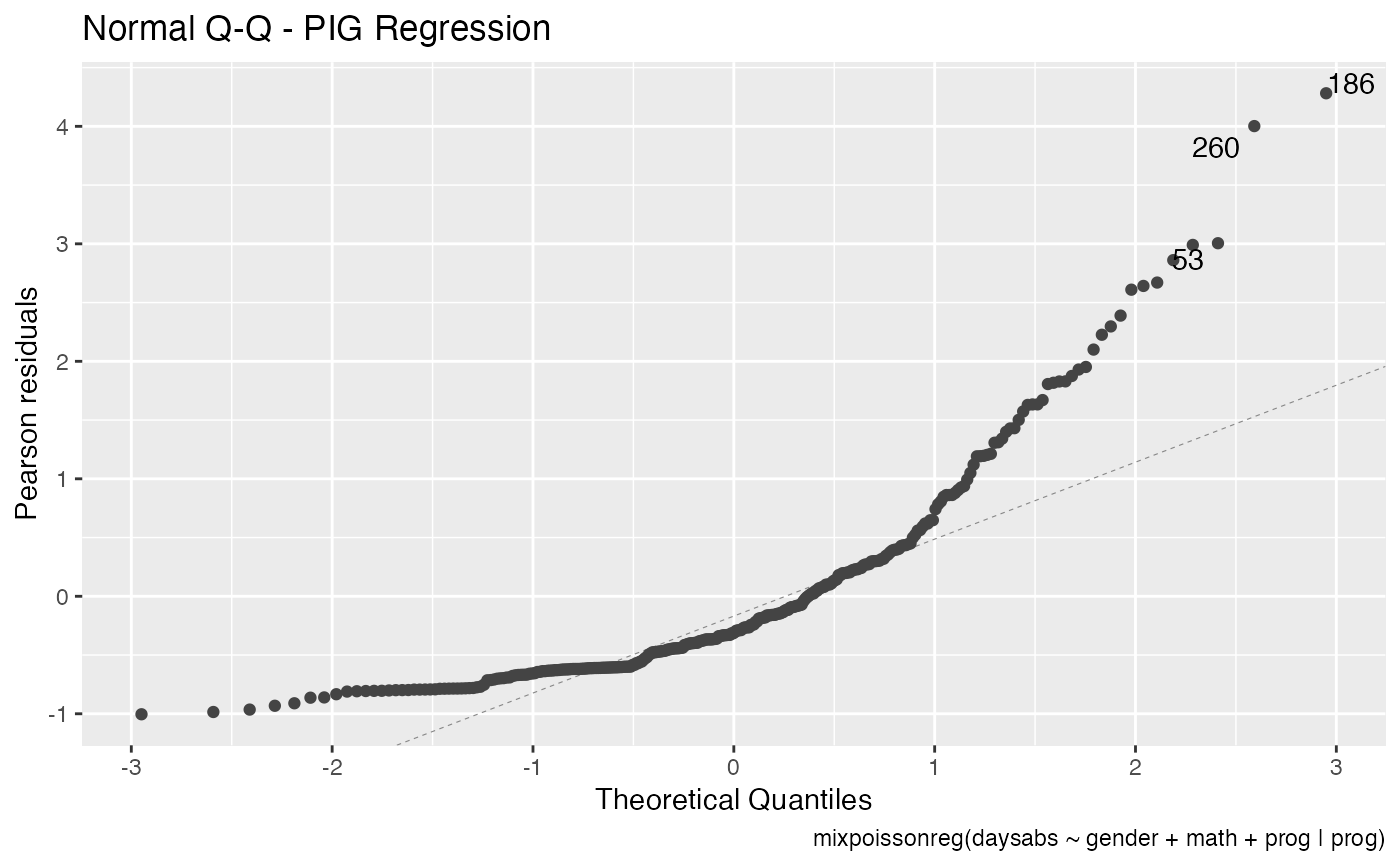 Normal Q-Q - PIG Regression
186
4
260
3
53
2
1
0
-1
Pearson residuals
-3 -2 -1 0 1 2 3
Theoretical Quantiles
mixpoissonreg(daysabs ~ gender + math + prog | prog)